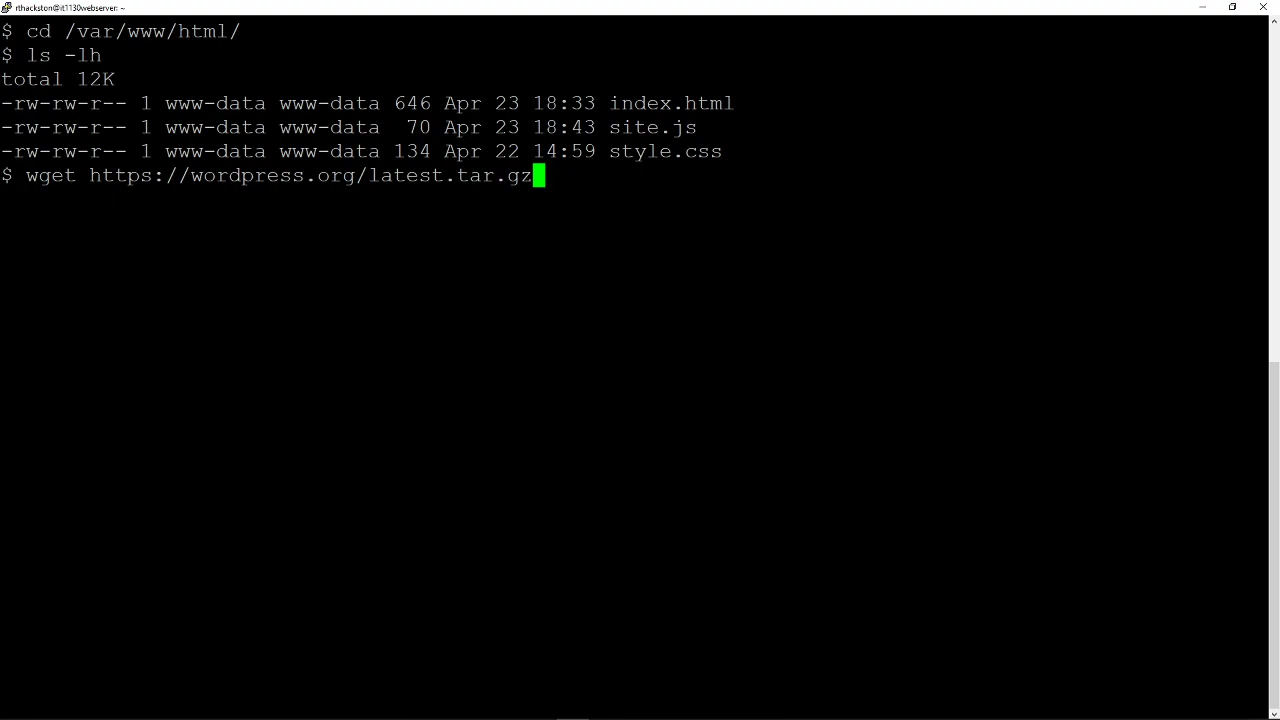 rthackston@it1130webserver: ~
$ cd /var/www/html/
$ ls -lh
total 12K
-rw-rw-r-- 1 www-data www-data 646 Apr 23 18:33 index.html
-rw-rw-r-- 1 www-data www-data  70 Apr 23 18:43 site.js
-rw-rw-r-- 1 www-data www-data 134 Apr 22 14:59 style.css
$ wget https://wordpress.org/latest.tar.gz